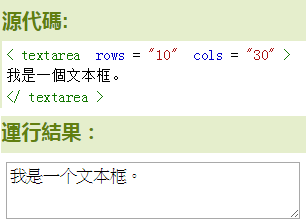 源代碼:
< textarea rows = "10" cols = "30" >
我是一個文本框。
</ textarea >
運行結果：
我是一个文本框。